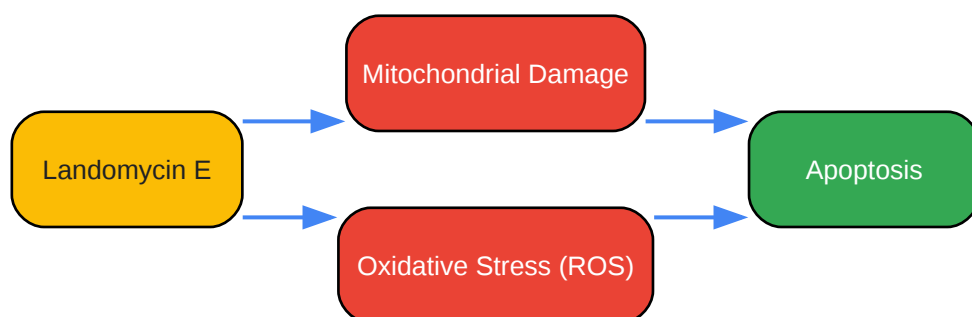 Mitochondrial Damage
Landomycin E
Apoptosis
Oxidative Stress (ROS)